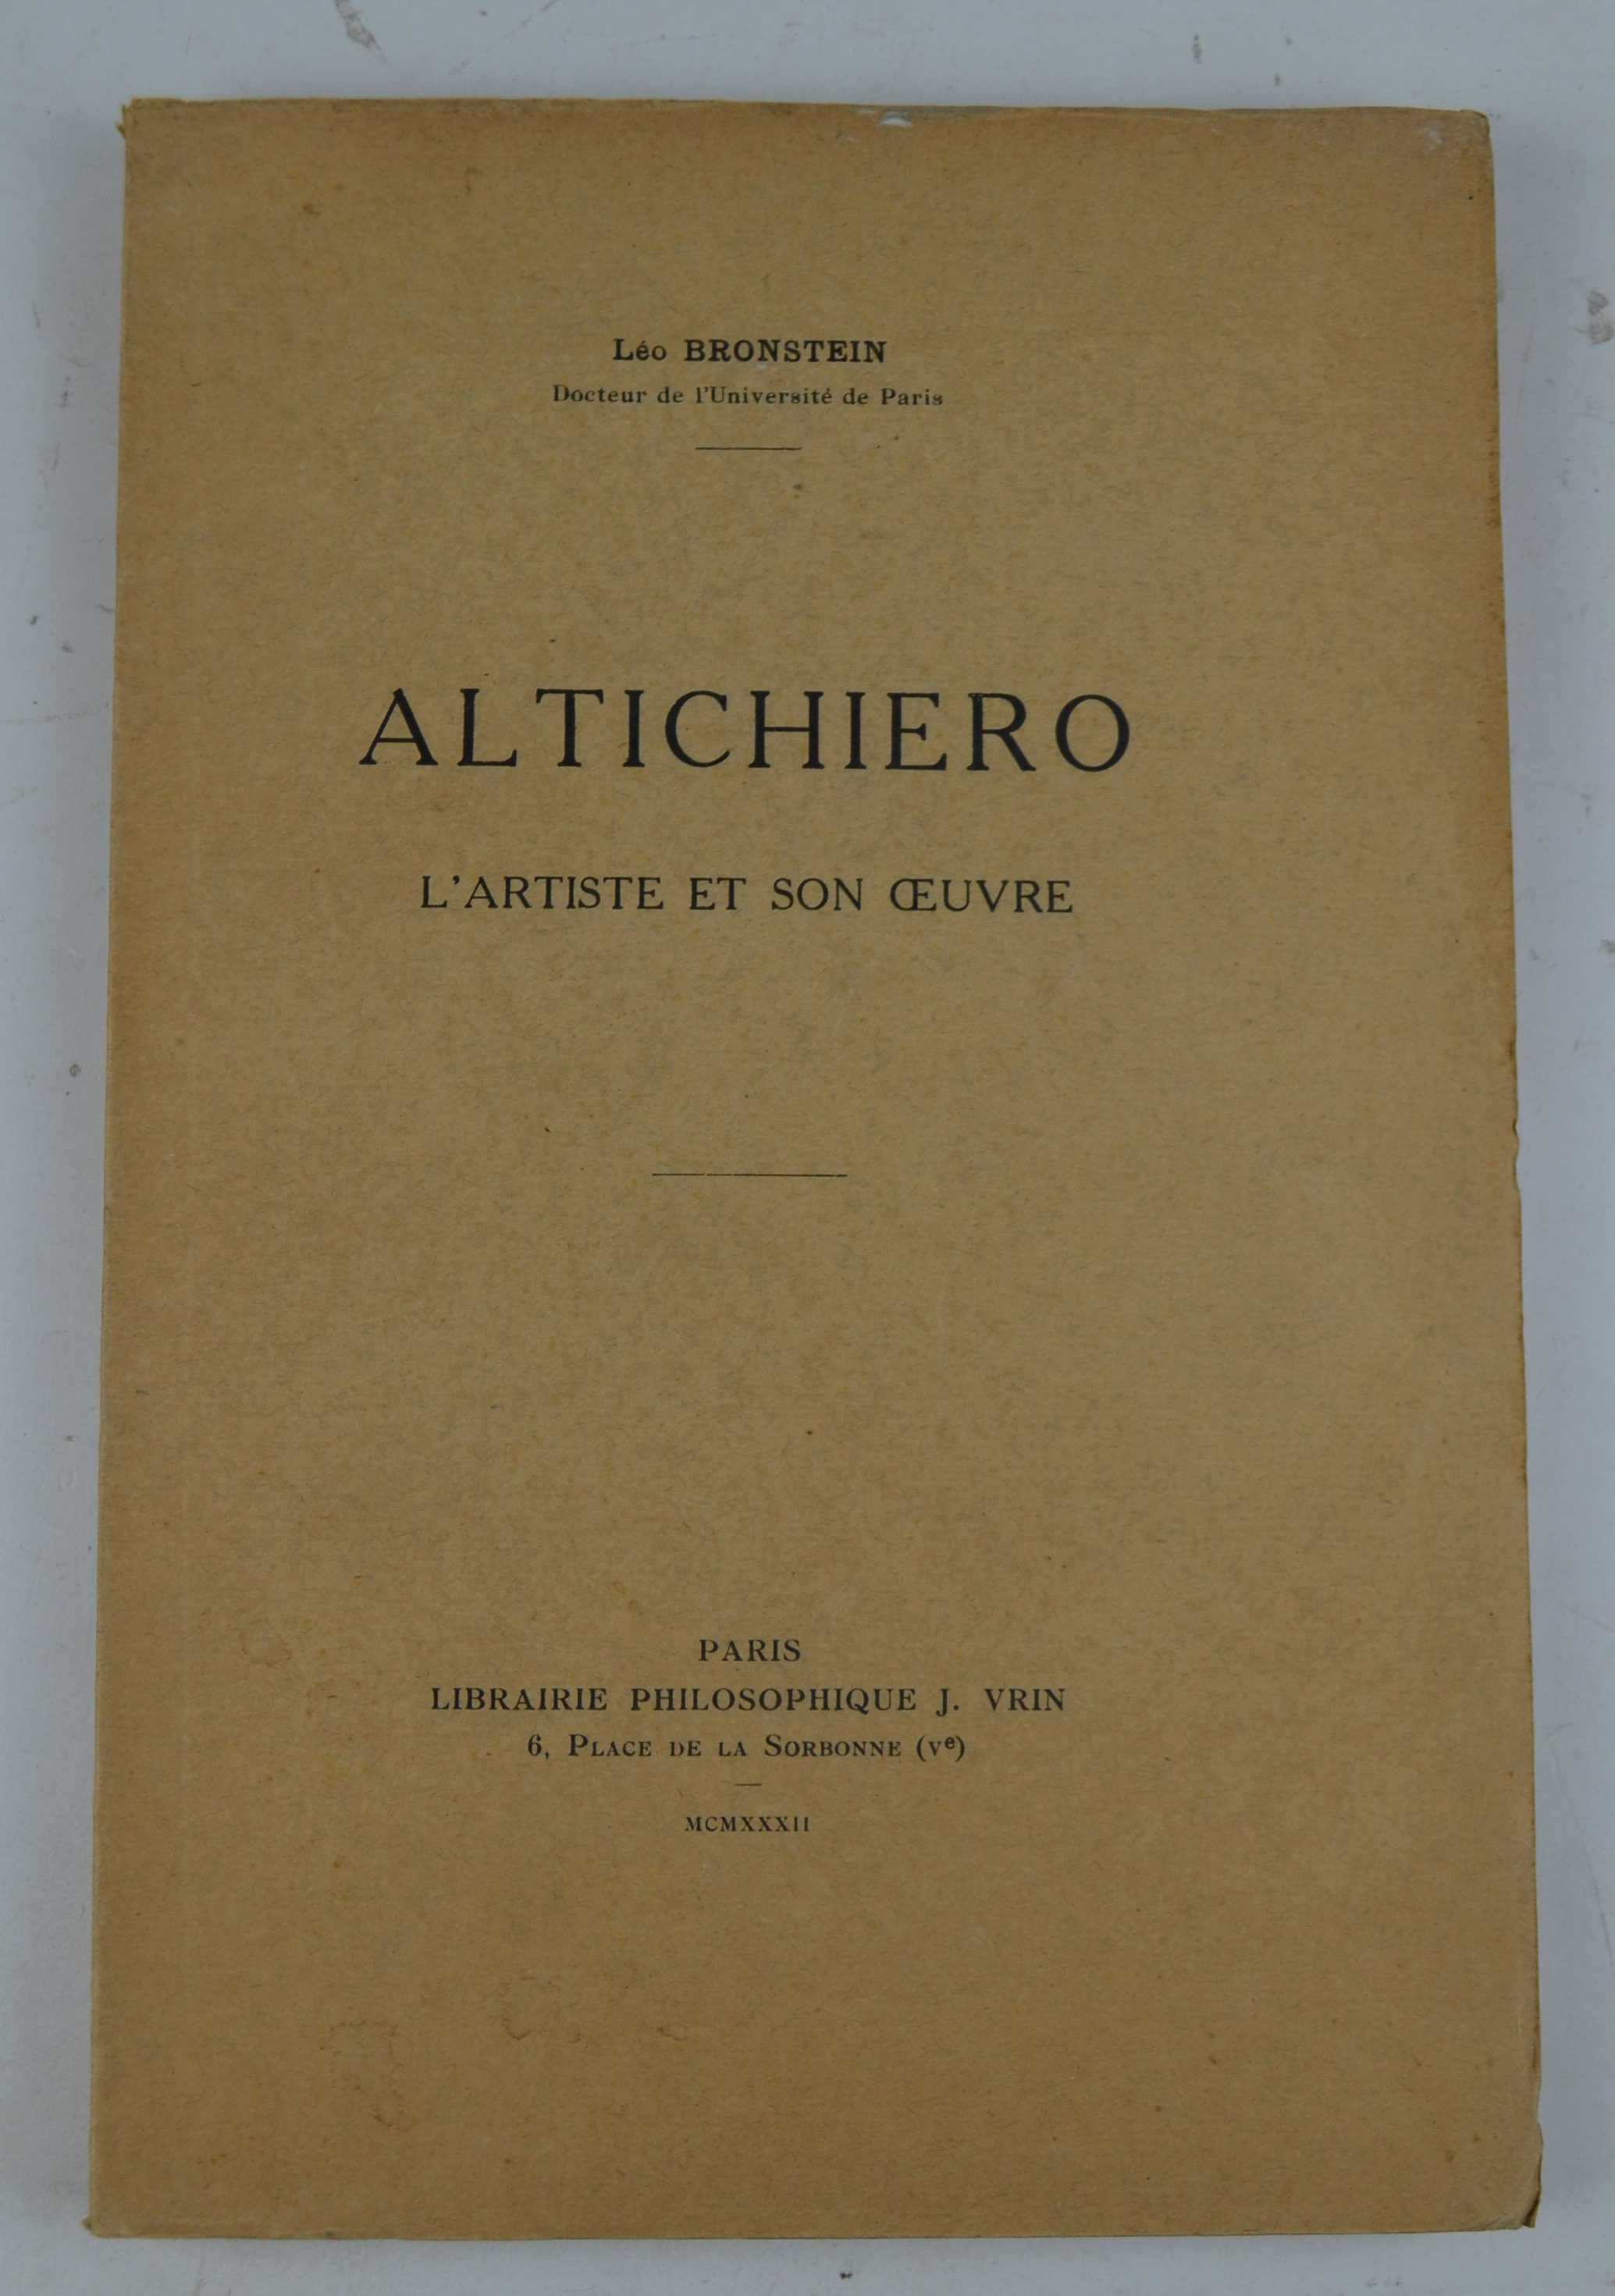 Léo BRONSTEIN
Docteur de l'Université de Paris
ALTICHIERO
L'ARTISTE ET SON ŒUVRE
PARIS
LIBRAIRIE PHILOSOPHIQUE J. VRIN
6, PLACE DE LA SORBONNE (Ve)
MCMXXXII